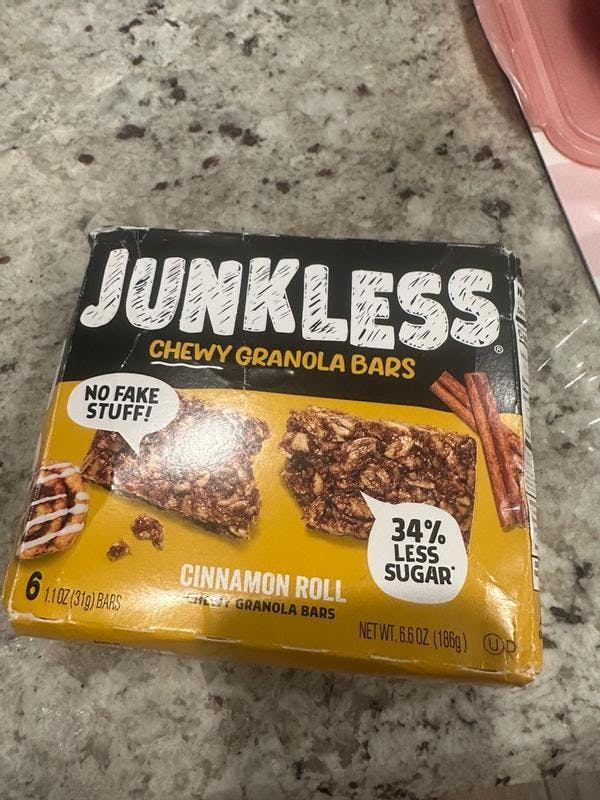 JUNKLESS®
CHEWY GRANOLA BARS
NO FAKE
STUFF!
34%
LESS
SUGAR*
CINNAMON ROLL
CHEWY GRANOLA BARS
6 1.1 OZ (31g) BARS
NET WT. 6.6 OZ (186g)
U D